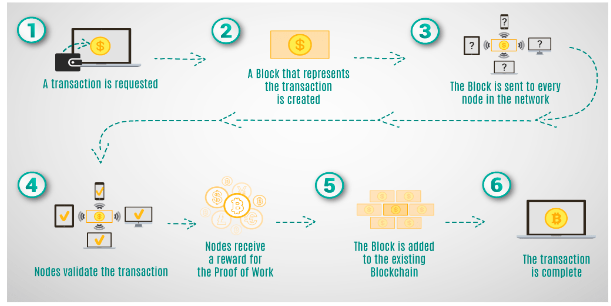 1
A transaction is requested
2
A Block that represents
the transaction
is created
3
?
?
?
?
The Block is sent to every
node in the network
4
Nodes validate the transaction
Nodes receive
a reward for
the Proof of Work
5
The Block is added
to the existing
Blockchain
6
The transaction
is complete